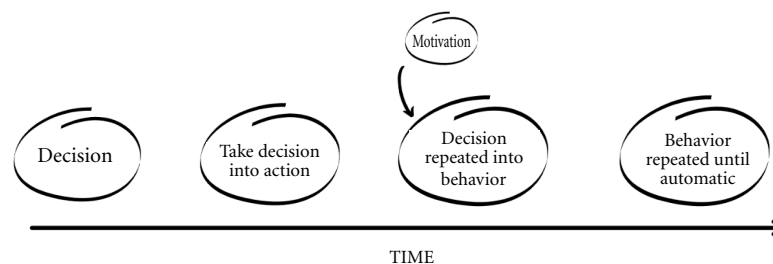 Motivation
Decision
Take decision
into action
Decision
repeated into
behavior
Behavior
repeated until
automatic
TIME